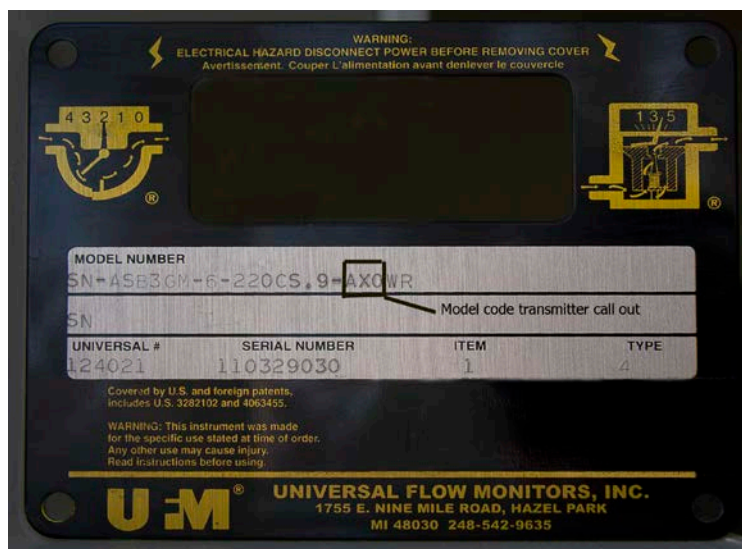 WARNING:
ELECTRICAL HAZARD DISCONNECT POWER BEFORE REMOVING COVER
Avertissement. Couper L'alimentation avant denlever le couvercle
4 3 2 1 0
1 3 5
®
®
MODEL NUMBER
SN-ASB3GM-6-220CS.9-AX0WR
Model code transmitter call out
SN
UNIVERSAL # SERIAL NUMBER ITEM TYPE
124021 110329030 1 4
Covered by U.S. and foreign patents,
includes U.S. 3282102 and 4063455.
WARNING: This instrument was made
for the specific use stated at time of order.
Any other use may cause injury.
Read instructions before using.
UFM® UNIVERSAL FLOW MONITORS, INC.
1755 E. NINE MILE ROAD, HAZEL PARK
MI 48030 248-542-9635